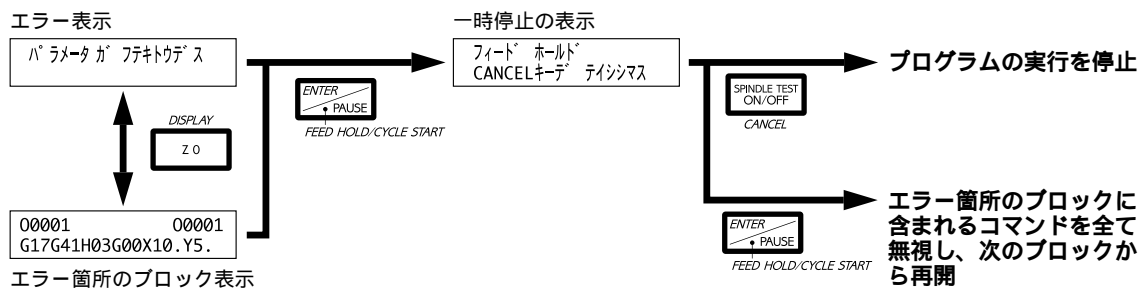 エラー表示
パラメータガ フテキトウデス
DISPLAY
Z 0
O0001 O0001
G17G41H03G00X10.Y5.
エラー箇所のブロック表示
ENTER
PAUSE
FEED HOLD/CYCLE START
一時停止の表示
フィード ホールド
CANCELキーデ テイシシマス
SPINDLE TEST
ON/OFF
CANCEL
プログラムの実行を停止
ENTER
PAUSE
FEED HOLD/CYCLE START
エラー箇所のブロックに
含まれるコマンドを全て
無視し、次のブロックか
ら再開